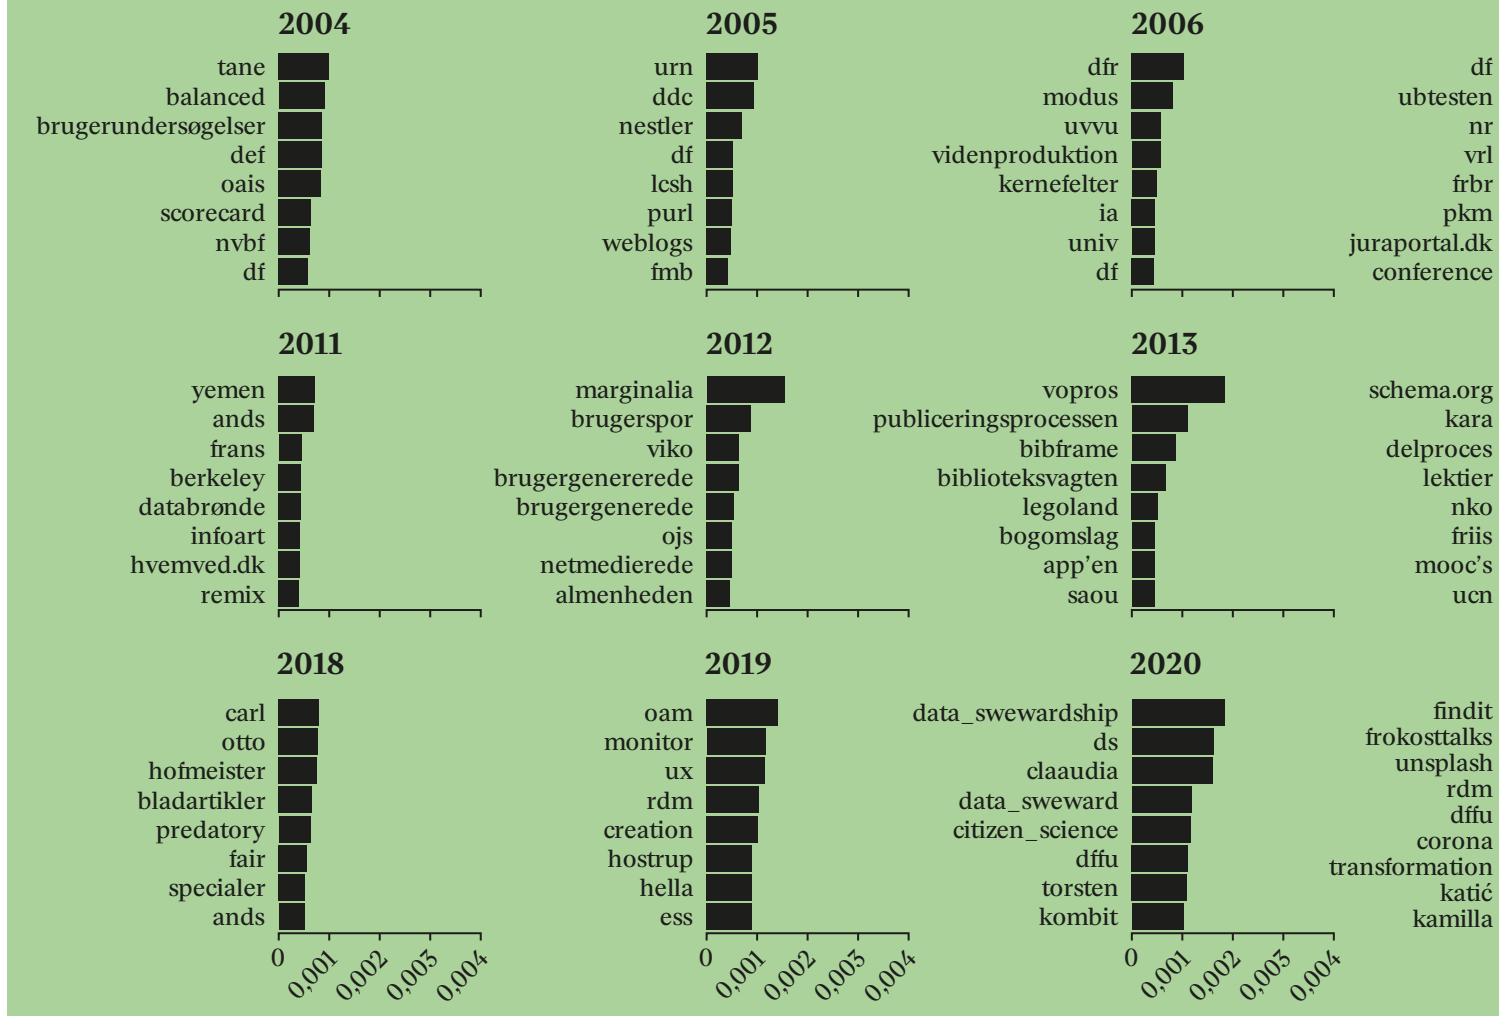 2004
tane
balanced
brugerundersøgelser
def
oais
scorecard
nvbf
df
2005
urn
ddc
nestler
df
lcsh
purl
weblogs
fmb
2006
dfr
modus
uvvu
videnproduktion
kernefelter
ia
univ
df
df
ubtesten
nr
vrl
frbr
pkm
juraportal.dk
conference
2011
yemen
ands
frans
berkeley
databrønde
infoart
hvemved.dk
remix
2012
marginalia
brugerspor
viko
brugergenererede
brugergenerede
ojs
netmedierede
almenheden
2013
vopros
publiceringsprocessen
bibframe
biblioteksvagten
legoland
bogomslag
app’en
saou
schema.org
kara
delproces
lektier
nko
friis
mooc’s
ucn
2018
carl
otto
hofmeister
bladartikler
predatory
fair
specialer
ands
0 0,001 0,002 0,003 0,004
2019
oam
monitor
ux
rdm
creation
hostrup
hella
ess
0 0,001 0,002 0,003 0,004
2020
data_swewardship
ds
claaudia
data_sweward
citizen_science
dffu
torsten
kombit
0 0,001 0,002 0,003 0,004
findit
frokosttalks
unsplash
rdm
dffu
corona
transformation
katić
kamilla